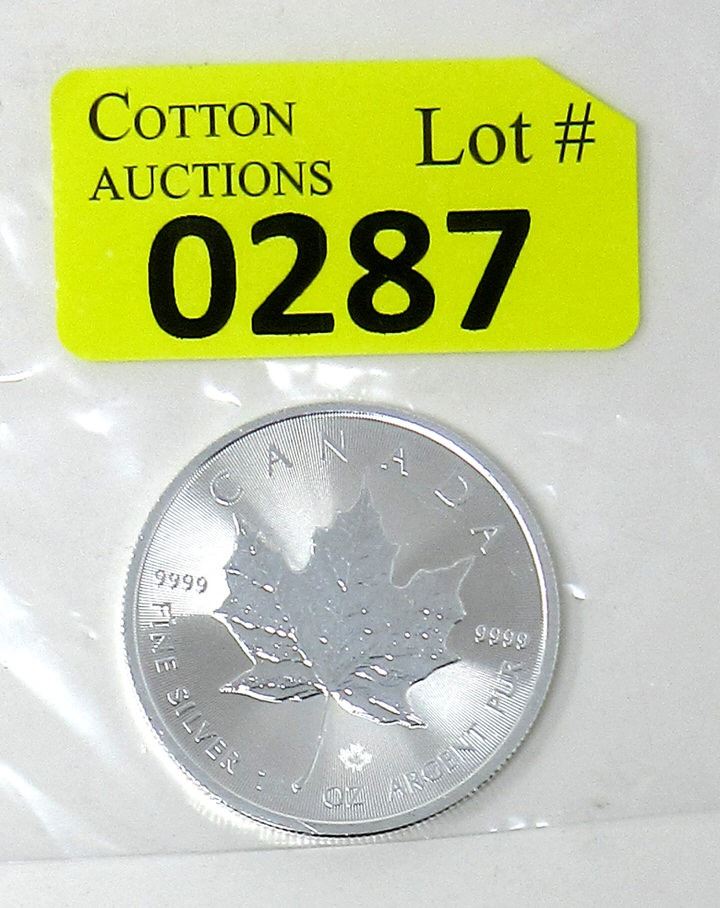 COTTON
AUCTIONS
Lot #
0287
CANADA
9999
9999
FINE SILVER 1 OZ ARGENT PUR